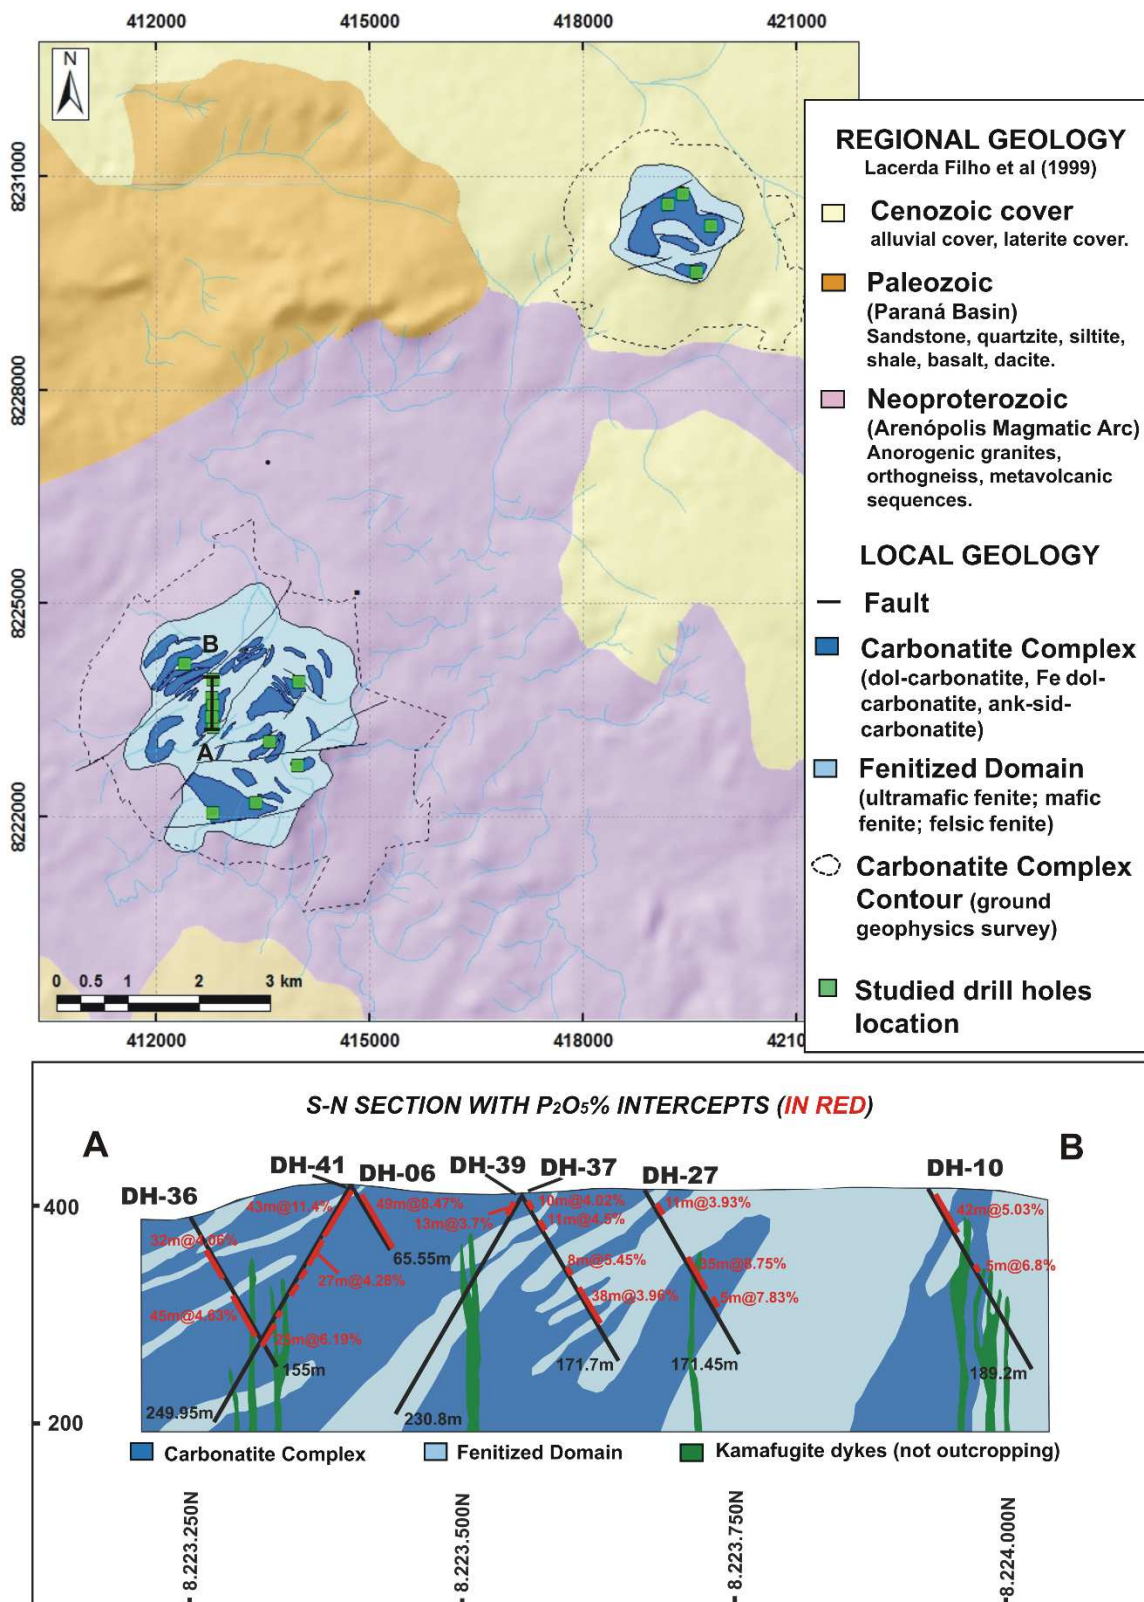 412000 415000 418000 421000
N
8231000
8228000
8225000
8222000
B
A
0 0.5 1 2 3 km
412000 415000 418000 421000
REGIONAL GEOLOGY
Lacerda Filho et al (1999)
Cenozoic cover
alluvial cover, laterite cover.
Paleozoic
(Paraná Basin)
Sandstone, quartzite, siltite,
shale, basalt, dacite.
Neoproterozoic
(Arenópolis Magmatic Arc)
Anorogenic granites,
orthogneiss, metavolcanic
sequences.
LOCAL GEOLOGY
Fault
Carbonatite Complex
(dol-carbonatite, Fe dol-
carbonatite, ank-sid-
carbonatite)
Fenitized Domain
(ultramafic fenite; mafic
fenite; felsic fenite)
Carbonatite Complex
Contour (ground
geophysics survey)
Studied drill holes
location
S-N SECTION WITH P₂O₅% INTERCEPTS (IN RED)
A B
DH-41 DH-06 DH-39 DH-37 DH-27 DH-10
DH-36
400
43m@11.4% 49m@8.47% 10m@4.02% 11m@3.93% 42m@5.03%
13m@3.7% 11m@4.5%
32m@4.06% 65.55m 8m@5.45% 35m@8.75% 5m@6.8%
27m@4.28% 38m@3.96% 5m@7.83%
45m@4.63%
25m@6.19%
155m 171.7m 171.45m 189.2m
249.95m 230.8m
200
Carbonatite Complex Fenitized Domain Kamafugite dykes (not outcropping)
8.223.250N 8.223.500N 8.223.750N 8.224.000N